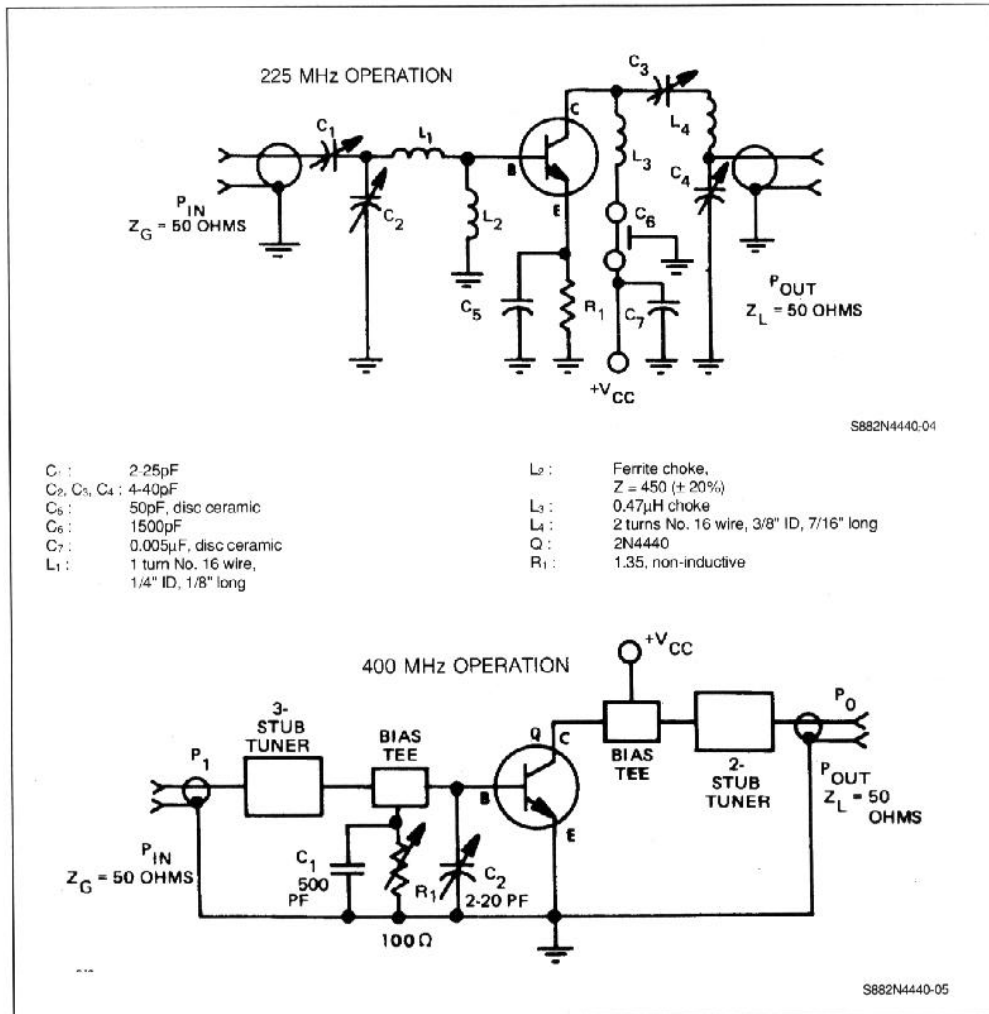 225 MHz OPERATION
C3
C1
L1
C
L4
L3
B
C4
P IN
Z G = 50 OHMS
C2
L2
E
C6
C5
R1
C7
P OUT
Z L = 50 OHMS
+V CC
S882N4440-04
C1 : 2-25pF
C2, C3, C4 : 4-40pF
C5 : 50pF, disc ceramic
C6 : 1500pF
C7 : 0.005μF, disc ceramic
L1 : 1 turn No. 16 wire,
1/4" ID, 1/8" long
L2 : Ferrite choke,
Z = 450 (± 20%)
L3 : 0.47μH choke
L4 : 2 turns No. 16 wire, 3/8" ID, 7/16" long
Q : 2N4440
R1 : 1.35, non-inductive
400 MHz OPERATION
+V CC
3-
STUB
TUNER
BIAS
TEE
Q
C
P1
B
E
BIAS
TEE
2-
STUB
TUNER
P0
P OUT
Z L = 50
OHMS
P IN
Z G = 50 OHMS
C1
500
PF
R1
100Ω
C2
2-20 PF
S882N4440-05